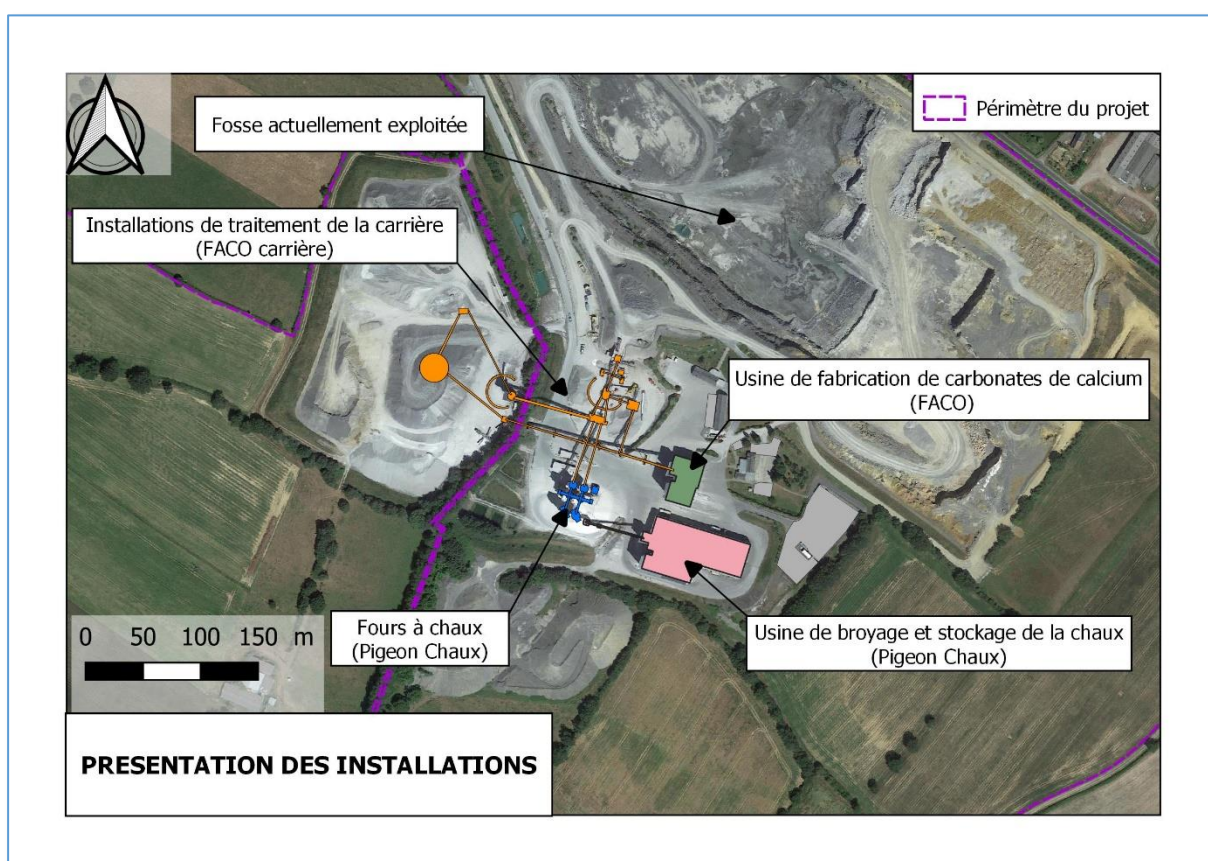 Périmètre du projet
Fosse actuellement exploitée
Installations de traitement de la carrière
(FACO carrière)
Usine de fabrication de carbonates de calcium
(FACO)
0 50 100 150 m
Fours à chaux
(Pigeon Chaux)
Usine de broyage et stockage de la chaux
(Pigeon Chaux)
PRESENTATION DES INSTALLATIONS